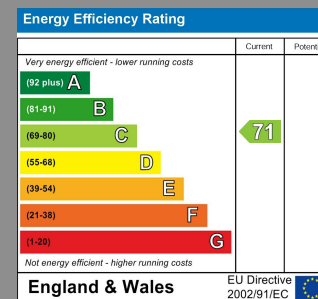 Energy Efficiency Rating
Current Potent
Very energy efficient - lower running costs
(92 plus) A
(81-91) B
(69-80) C 71
(55-68) D
(39-54) E
(21-38) F
(1-20) G
Not energy efficient - higher running costs
England & Wales
EU Directive
2002/91/EC